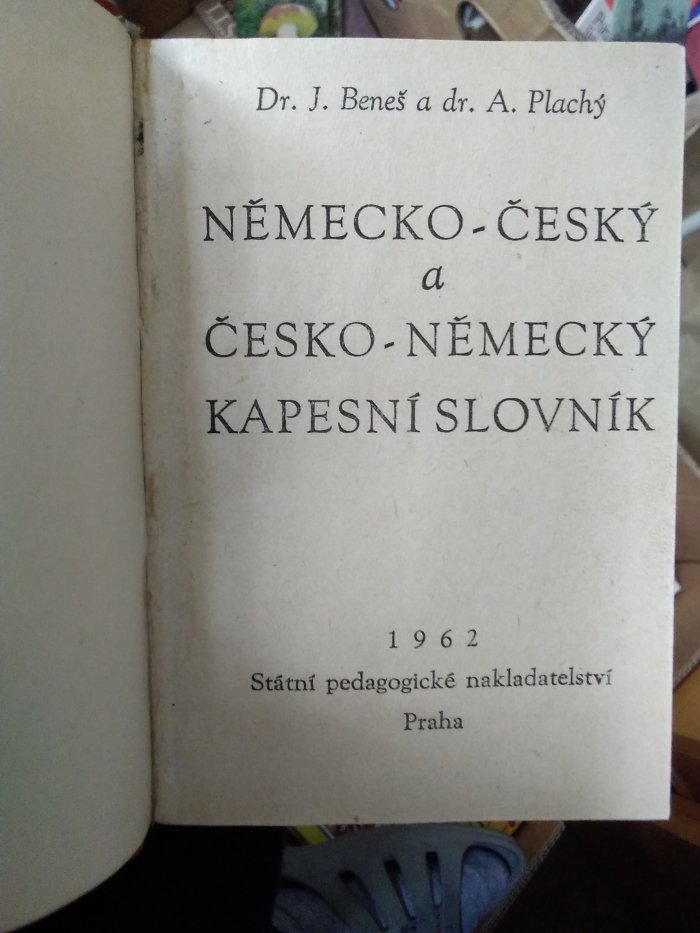 Dr. J. Beneš a dr. A. Plachý
NĚMECKO-ČESKÝ
a
ČESKO-NĚMECKÝ
KAPESNÍ SLOVNÍK
1962
Státní pedagogické nakladatelství
Praha